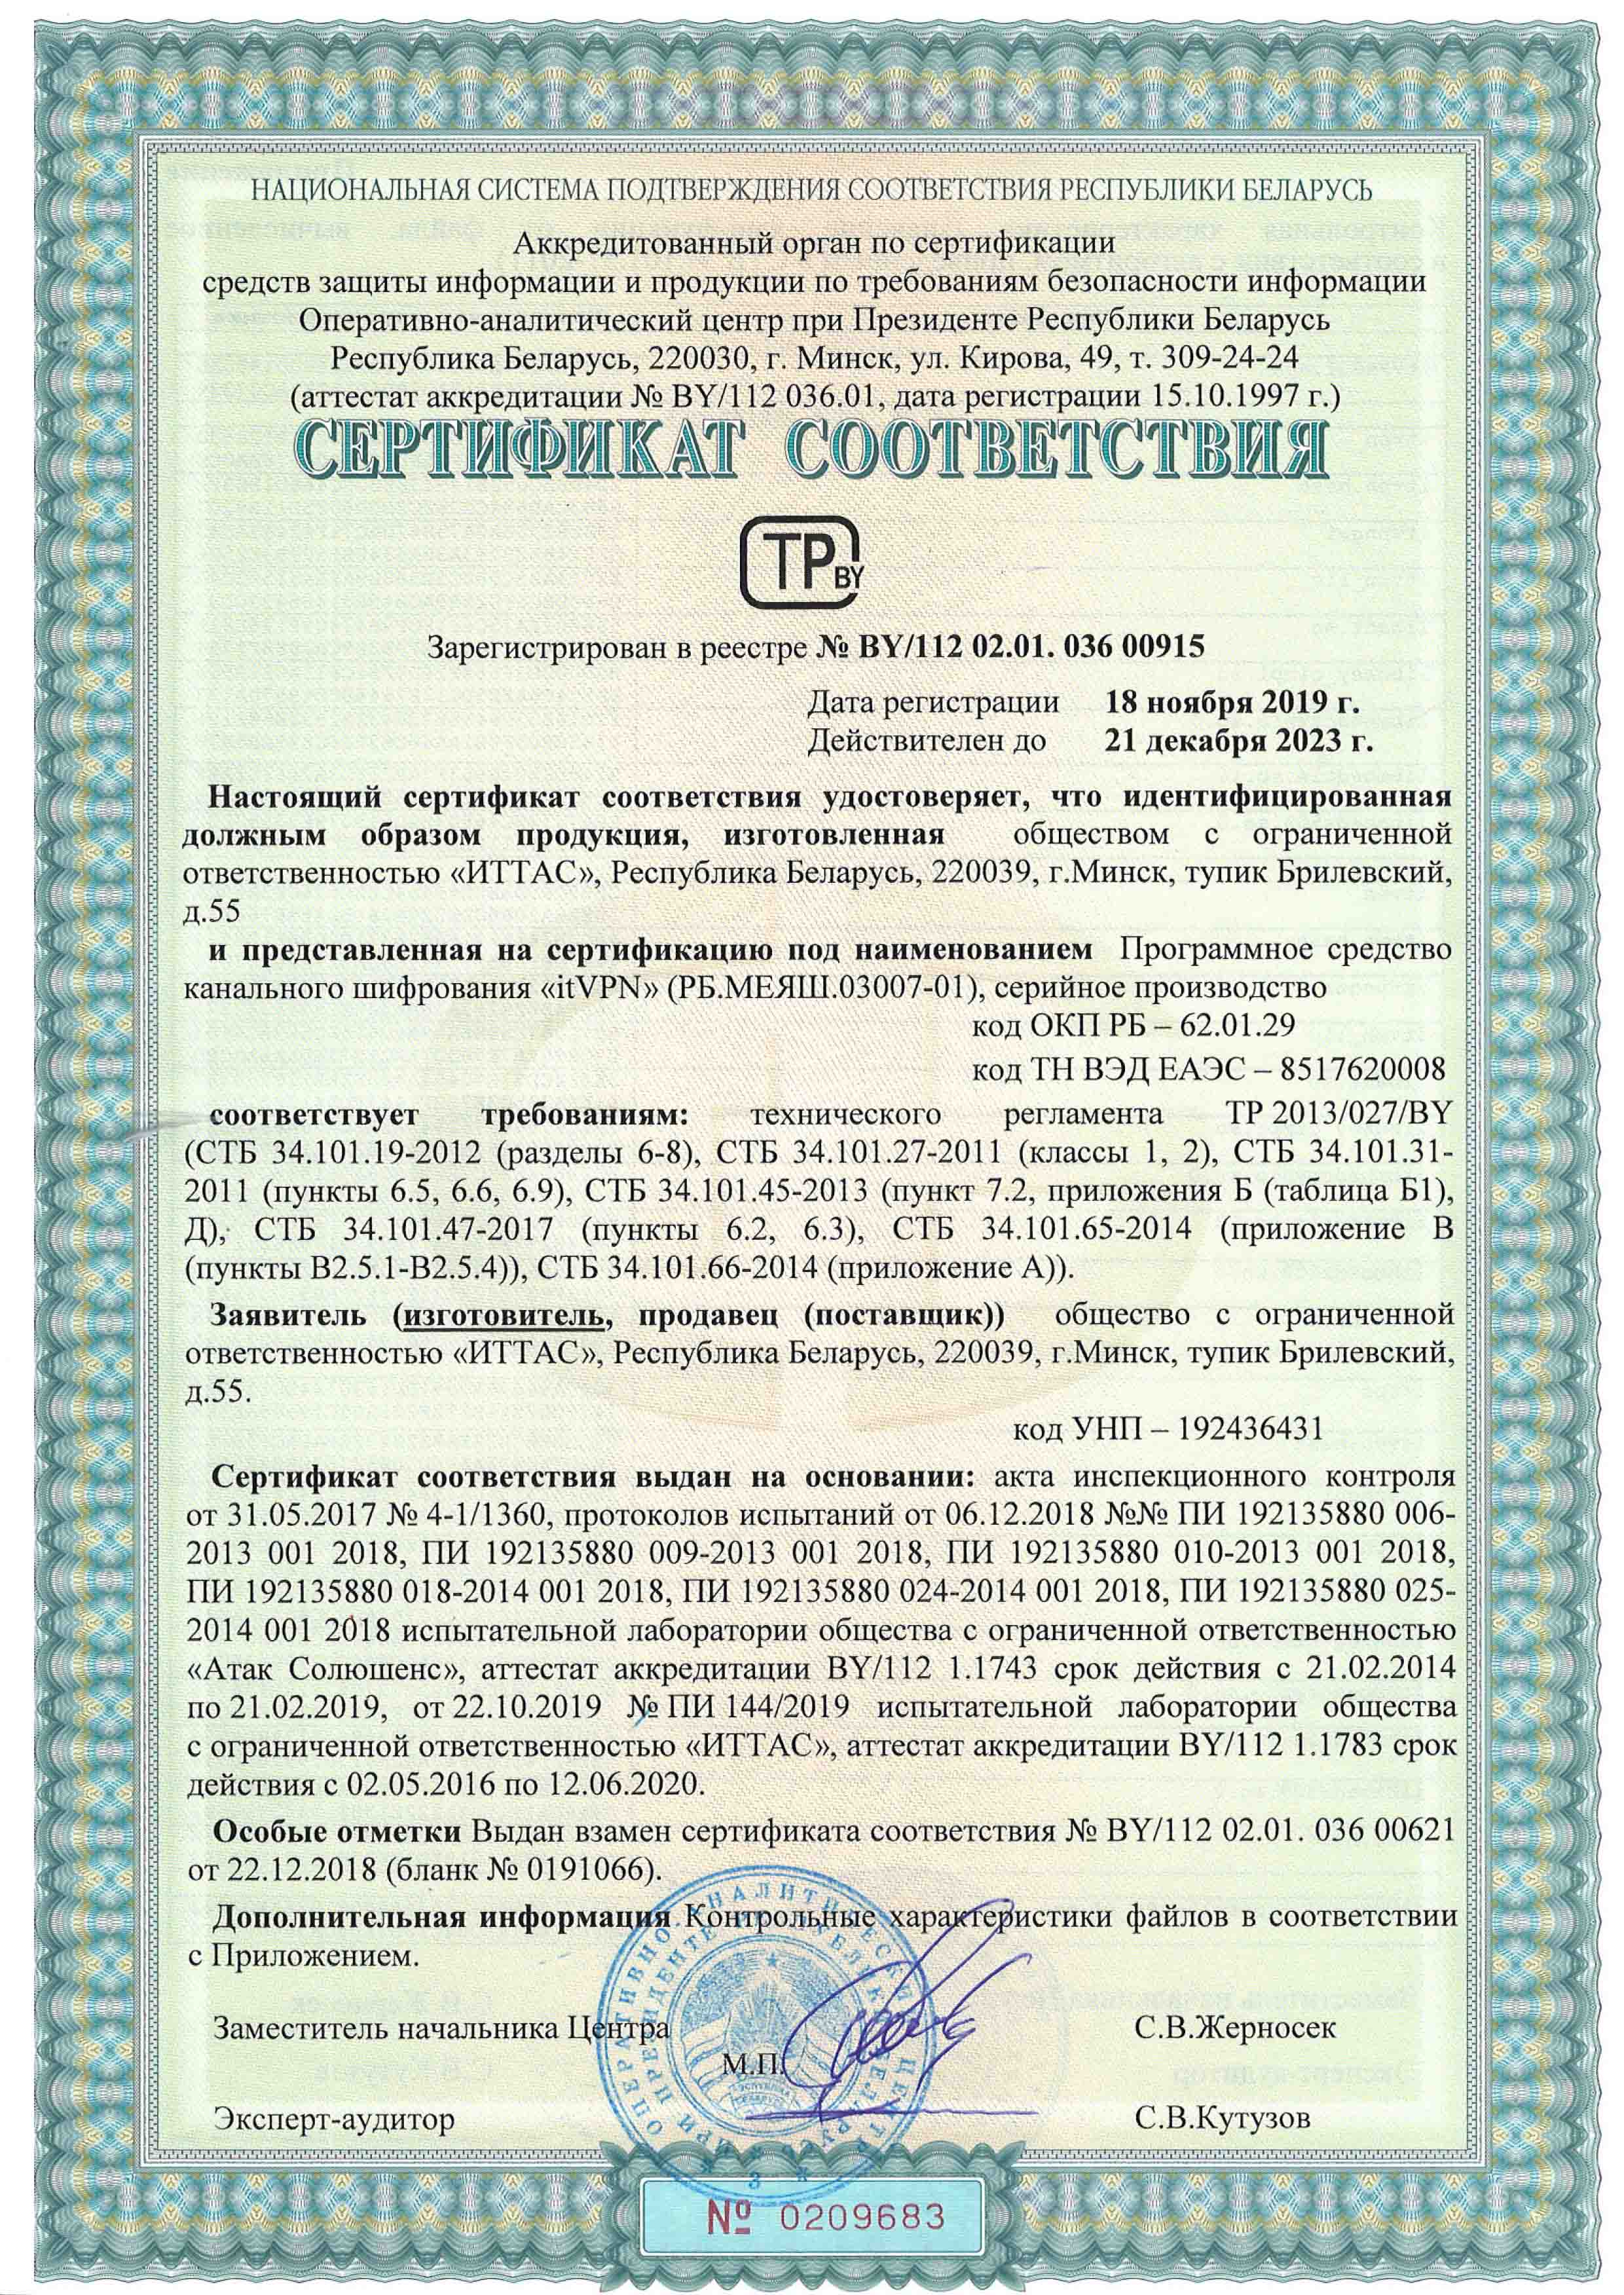 НАЦИОНАЛЬНАЯ СИСТЕМА ПОДТВЕРЖДЕНИЯ СООТВЕТСТВИЯ РЕСПУБЛИКИ БЕЛАРУСЬ
Аккредитованный орган по сертификации
средств защиты информации и продукции по требованиям безопасности информации
Оперативно-аналитический центр при Президенте Республики Беларусь
Республика Беларусь, 220030, г. Минск, ул. Кирова, 49, т. 309-24-24
(аттестат аккредитации № BY/112 036.01, дата регистрации 15.10.1997 г.)
СЕРТИФИКАТ СООТВЕТСТВИЯ
ТР BY
Зарегистрирован в реестре № BY/112 02.01. 036 00915
Дата регистрации 18 ноября 2019 г.
Действителен до 21 декабря 2023 г.
Настоящий сертификат соответствия удостоверяет, что идентифицированная
должным образом продукция, изготовленная обществом с ограниченной
ответственностью «ИТТАС», Республика Беларусь, 220039, г.Минск, тупик Брилевский,
д.55
и представленная на сертификацию под наименованием Программное средство
канального шифрования «itVPN» (РБ.МЕЯШ.03007-01), серийное производство
код ОКП РБ – 62.01.29
код ТН ВЭД ЕАЭС – 8517620008
соответствует требованиям: технического регламента ТР 2013/027/BY
(СТБ 34.101.19-2012 (разделы 6-8), СТБ 34.101.27-2011 (классы 1, 2), СТБ 34.101.31-
2011 (пункты 6.5, 6.6, 6.9), СТБ 34.101.45-2013 (пункт 7.2, приложения Б (таблица Б1),
Д), СТБ 34.101.47-2017 (пункты 6.2, 6.3), СТБ 34.101.65-2014 (приложение В
(пункты В2.5.1-В2.5.4)), СТБ 34.101.66-2014 (приложение А)).
Заявитель (изготовитель, продавец (поставщик)) общество с ограниченной
ответственностью «ИТТАС», Республика Беларусь, 220039, г.Минск, тупик Брилевский,
д.55.
код УНП – 192436431
Сертификат соответствия выдан на основании: акта инспекционного контроля
от 31.05.2017 № 4-1/1360, протоколов испытаний от 06.12.2018 №№ ПИ 192135880 006-
2013 001 2018, ПИ 192135880 009-2013 001 2018, ПИ 192135880 010-2013 001 2018,
ПИ 192135880 018-2014 001 2018, ПИ 192135880 024-2014 001 2018, ПИ 192135880 025-
2014 001 2018 испытательной лаборатории общества с ограниченной ответственностью
«Атак Солюшенс», аттестат аккредитации BY/112 1.1743 срок действия с 21.02.2014
по 21.02.2019, от 22.10.2019 № ПИ 144/2019 испытательной лаборатории общества
с ограниченной ответственностью «ИТТАС», аттестат аккредитации BY/112 1.1783 срок
действия с 02.05.2016 по 12.06.2020.
Особые отметки Выдан взамен сертификата соответствия № BY/112 02.01. 036 00621
от 22.12.2018 (бланк № 0191066).
Дополнительная информация Контрольные характеристики файлов в соответствии
с Приложением.
Заместитель начальника Центра С.В.Жерносек
М.П.
Эксперт-аудитор С.В.Кутузов
№ 0209683